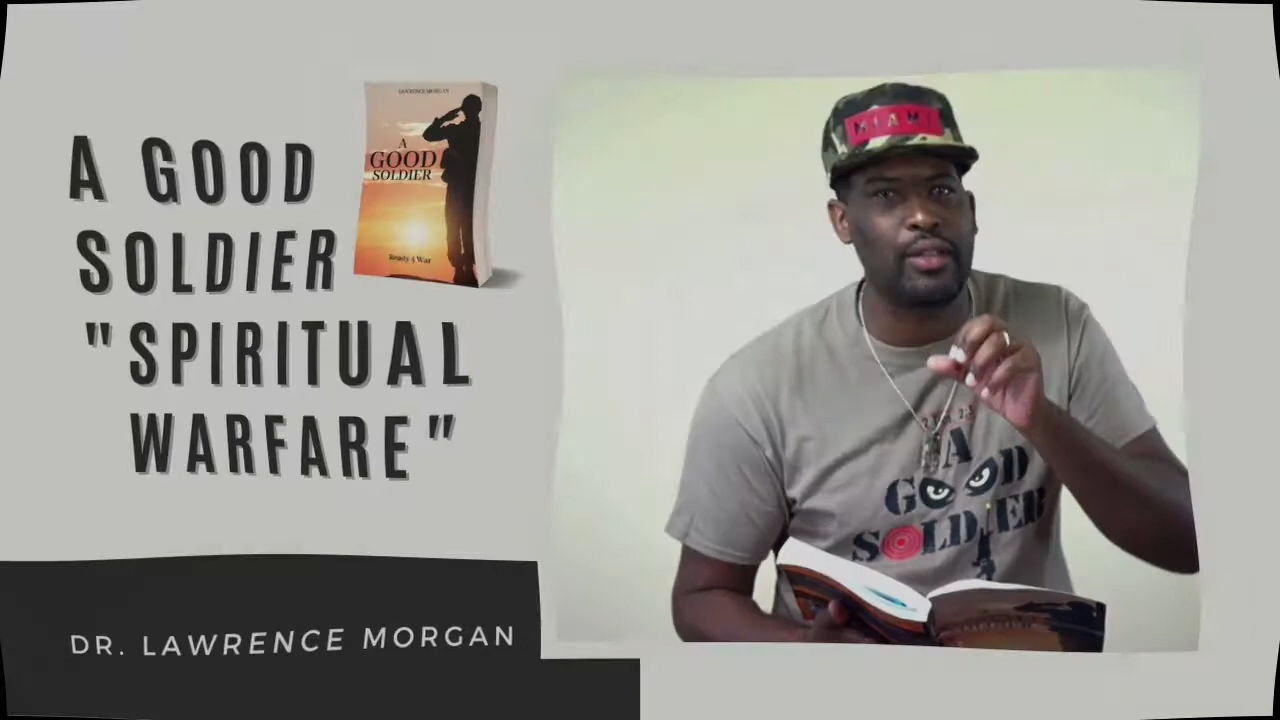 A GOOD
SOLDIER
"SPIRITUAL
WARFARE"
DR. LAWRENCE MORGAN
LAWRENCE MORGAN
A
GOOD
SOLDIER
Ready 4 War
MIAMI
A
GOOD
SOLDIER